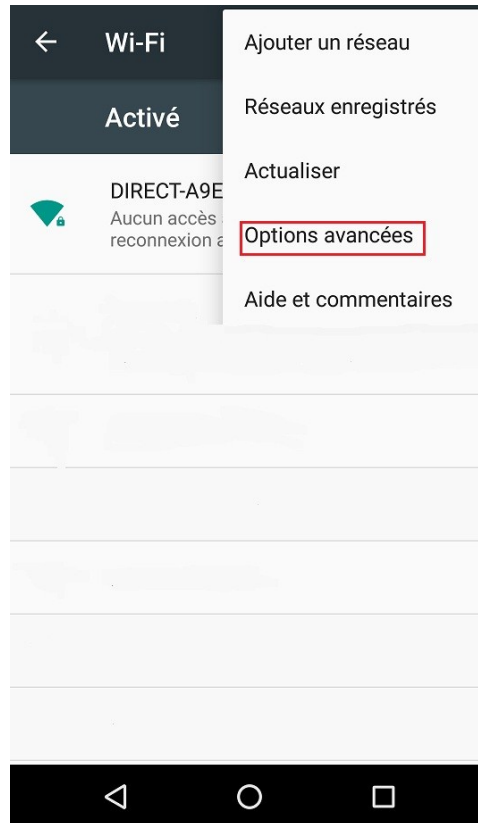 Wi-Fi
Ajouter un réseau
Activé
Réseaux enregistrés
Actualiser
DIRECT-A9E
Aucun accès
reconnexion a
Options avancées
Aide et commentaires